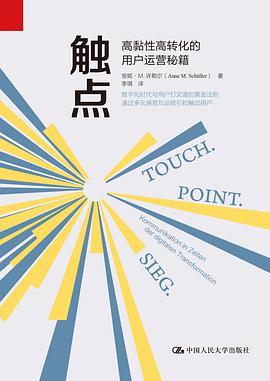 触点
高黏性高转化的
用户运营秘籍
安妮·M. 许勒尔（Anne M. Schüller） 著
李琪 译
数字化时代与用户打交道的黄金法则
通过多元感官互动吸引和触动用户
TOUCH.
POINT.
SIEG.
Kommunikation in Zeiten
der digitalen Transformation
中国人民大学出版社